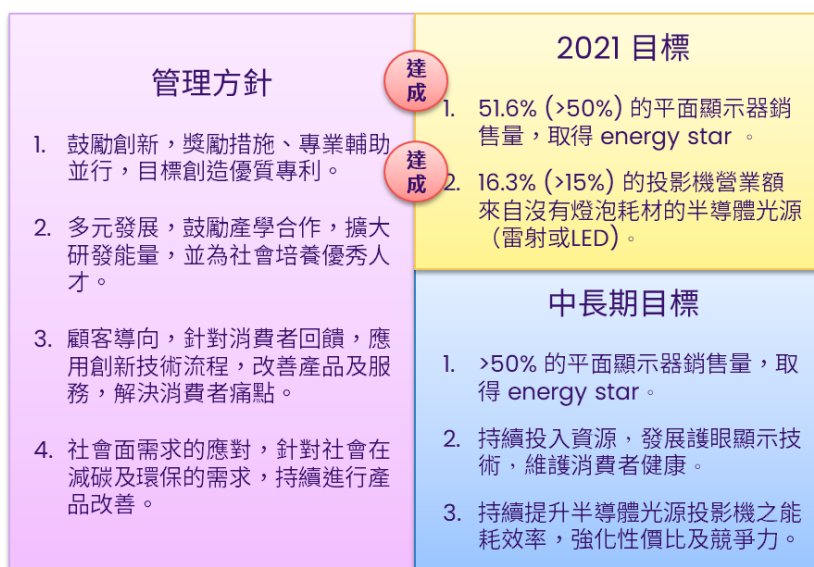 管理方針
1. 鼓勵創新，獎勵措施、專業輔助
並行，目標創造優質專利。
2. 多元發展，鼓勵產學合作，擴大
研發能量，並為社會培養優秀人
才。
3. 顧客導向，針對消費者回饋，應
用創新技術流程，改善產品及服
務，解決消費者痛點。
4. 社會面需求的應對，針對社會在
減碳及環保的需求，持續進行產
品改善。
2021 目標
達
成
1. 51.6% (>50%) 的平面顯示器銷
售量，取得 energy star 。
達
成
2. 16.3% (>15%) 的投影機營業額
來自沒有燈泡耗材的半導體光源
（雷射或LED)。
中長期目標
1. >50% 的平面顯示器銷售量，取
得 energy star。
2. 持續投入資源，發展護眼顯示技
術，維護消費者健康。
3. 持續提升半導體光源投影機之能
耗效率，強化性價比及競爭力。